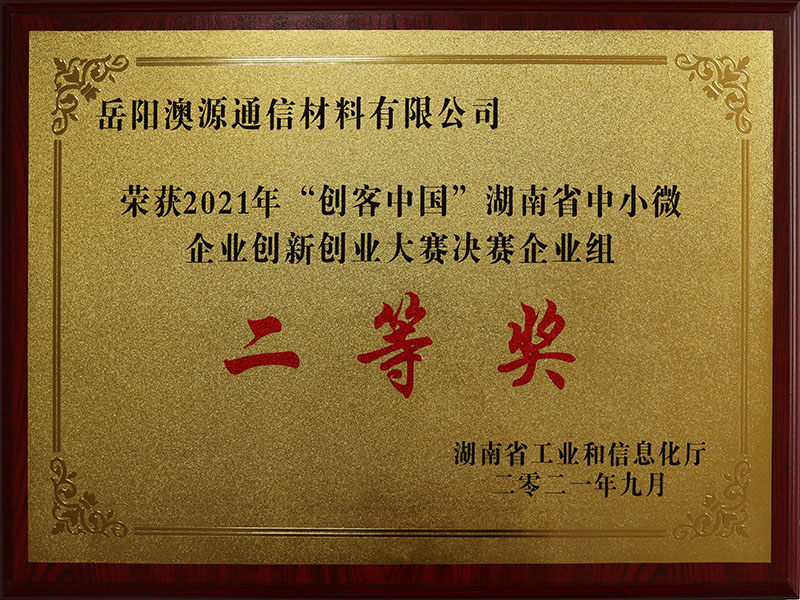 岳阳澳源通信材料有限公司
荣获2021年“创客中国”湖南省中小微
企业创新创业大赛决赛企业组
二等奖
湖南省工业和信息化厅
二零二一年九月